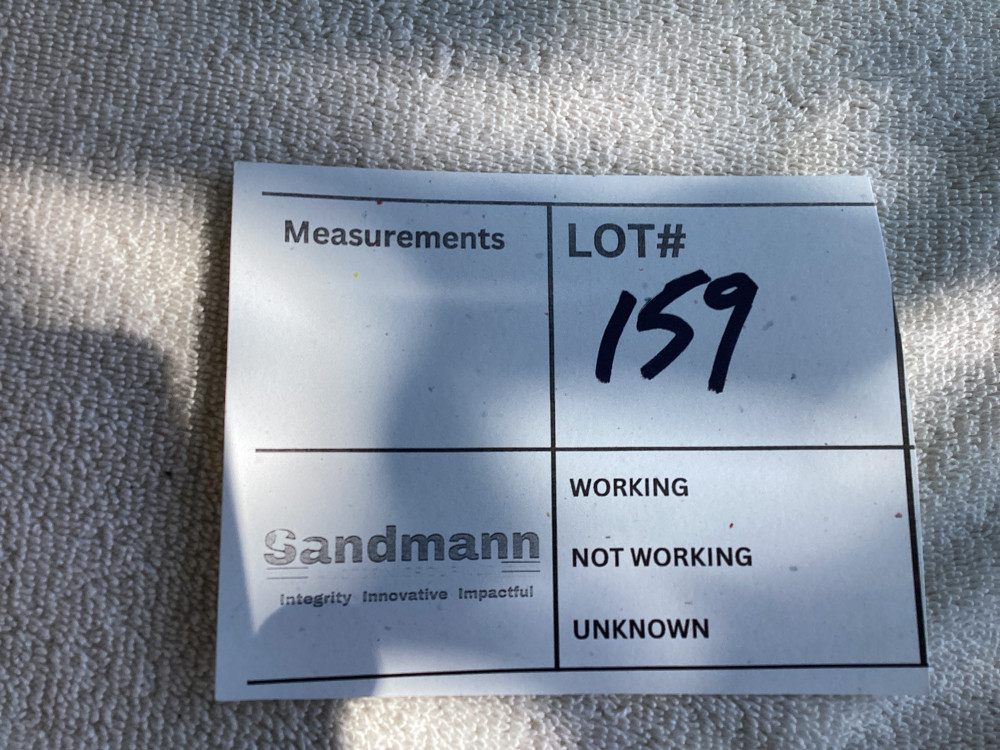 Measurements
LOT#
159
WORKING
NOT WORKING
UNKNOWN
Sandmann
Integrity Innovative Impactful